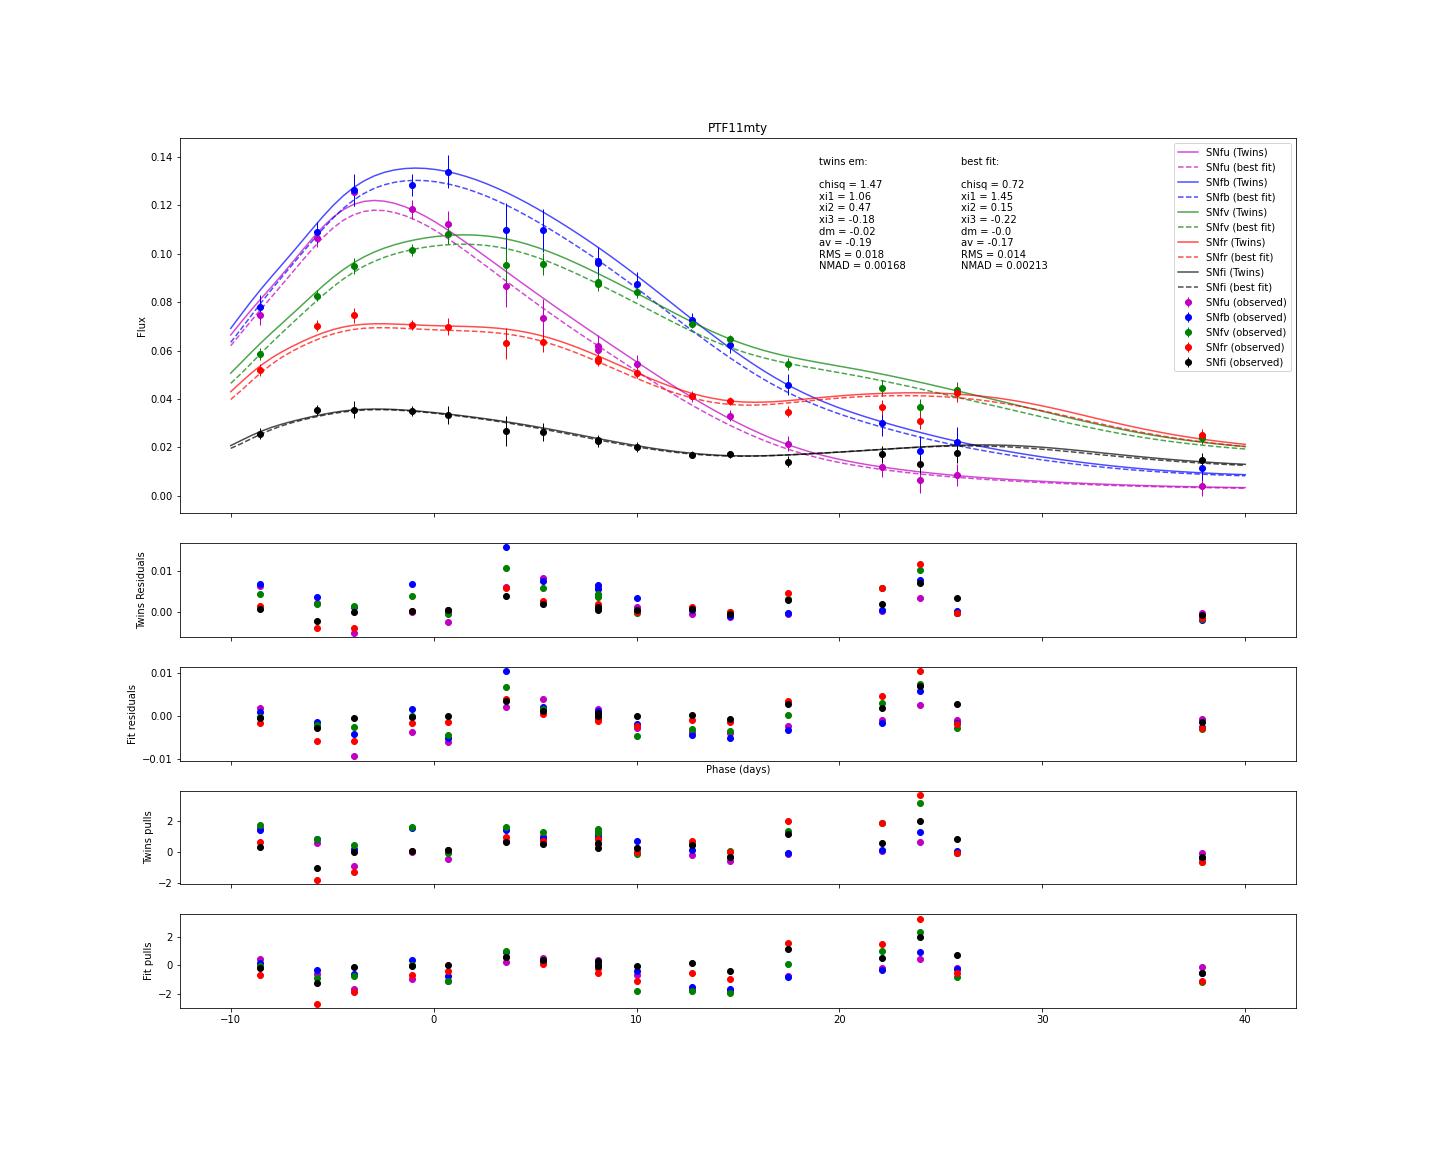 PTF11mty
0.14
0.12
0.10
0.08
0.06
0.04
0.02
0.00
Flux
twins em:
chisq = 1.47
xi1 = 1.06
xi2 = 0.47
xi3 = -0.18
dm = -0.02
av = -0.19
RMS = 0.018
NMAD = 0.00168
best fit:
chisq = 0.72
xi1 = 1.45
xi2 = 0.15
xi3 = -0.22
dm = -0.0
av = -0.17
RMS = 0.014
NMAD = 0.00213
SNfu (Twins)
SNfu (best fit)
SNfb (Twins)
SNfb (best fit)
SNfv (Twins)
SNfv (best fit)
SNfr (Twins)
SNfr (best fit)
SNfi (Twins)
SNfi (best fit)
SNfu (observed)
SNfb (observed)
SNfv (observed)
SNfr (observed)
SNfi (observed)
0.01
0.00
Twins Residuals
0.01
0.00
−0.01
Fit residuals
Phase (days)
2
0
−2
Twins pulls
2
0
−2
Fit pulls
−10 0 10 20 30 40